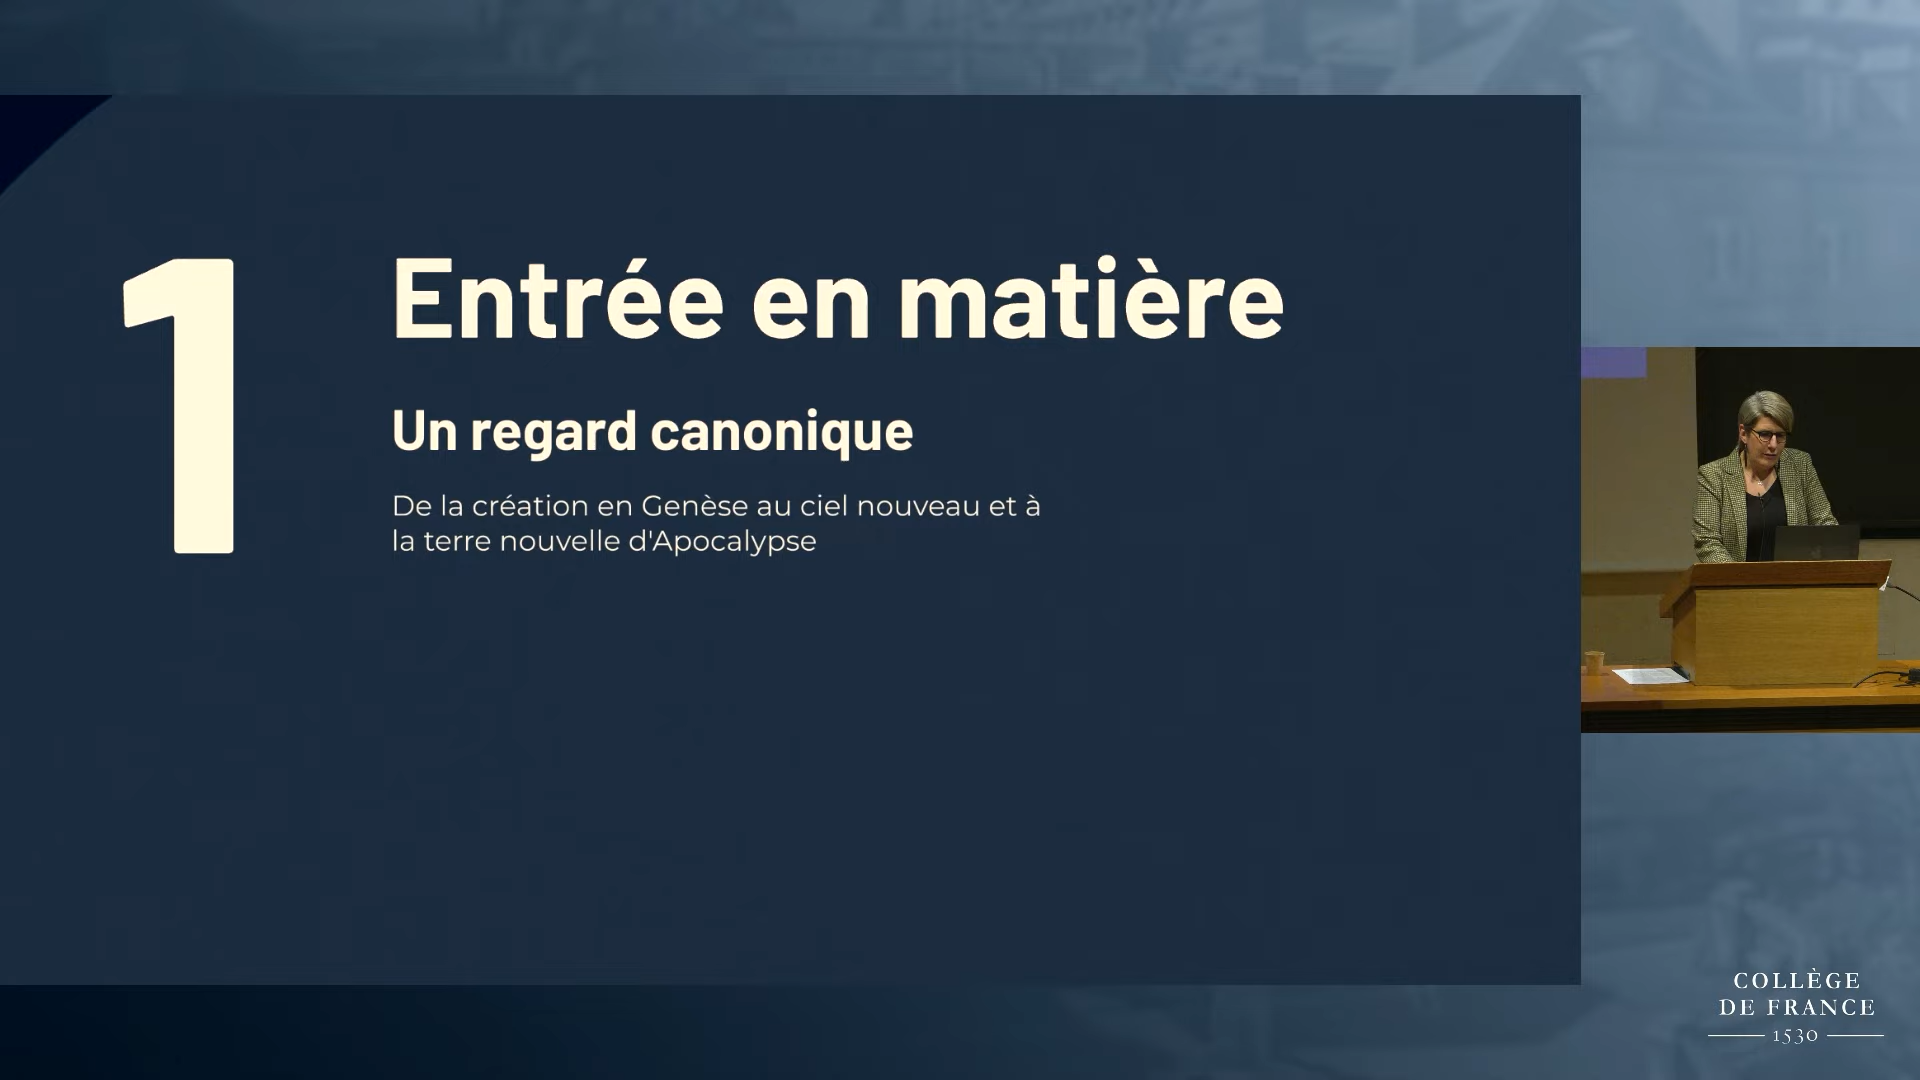 1
Entrée en matière
Un regard canonique
De la création en Genèse au ciel nouveau et à
la terre nouvelle d'Apocalypse
COLLÈGE
DE FRANCE
1530